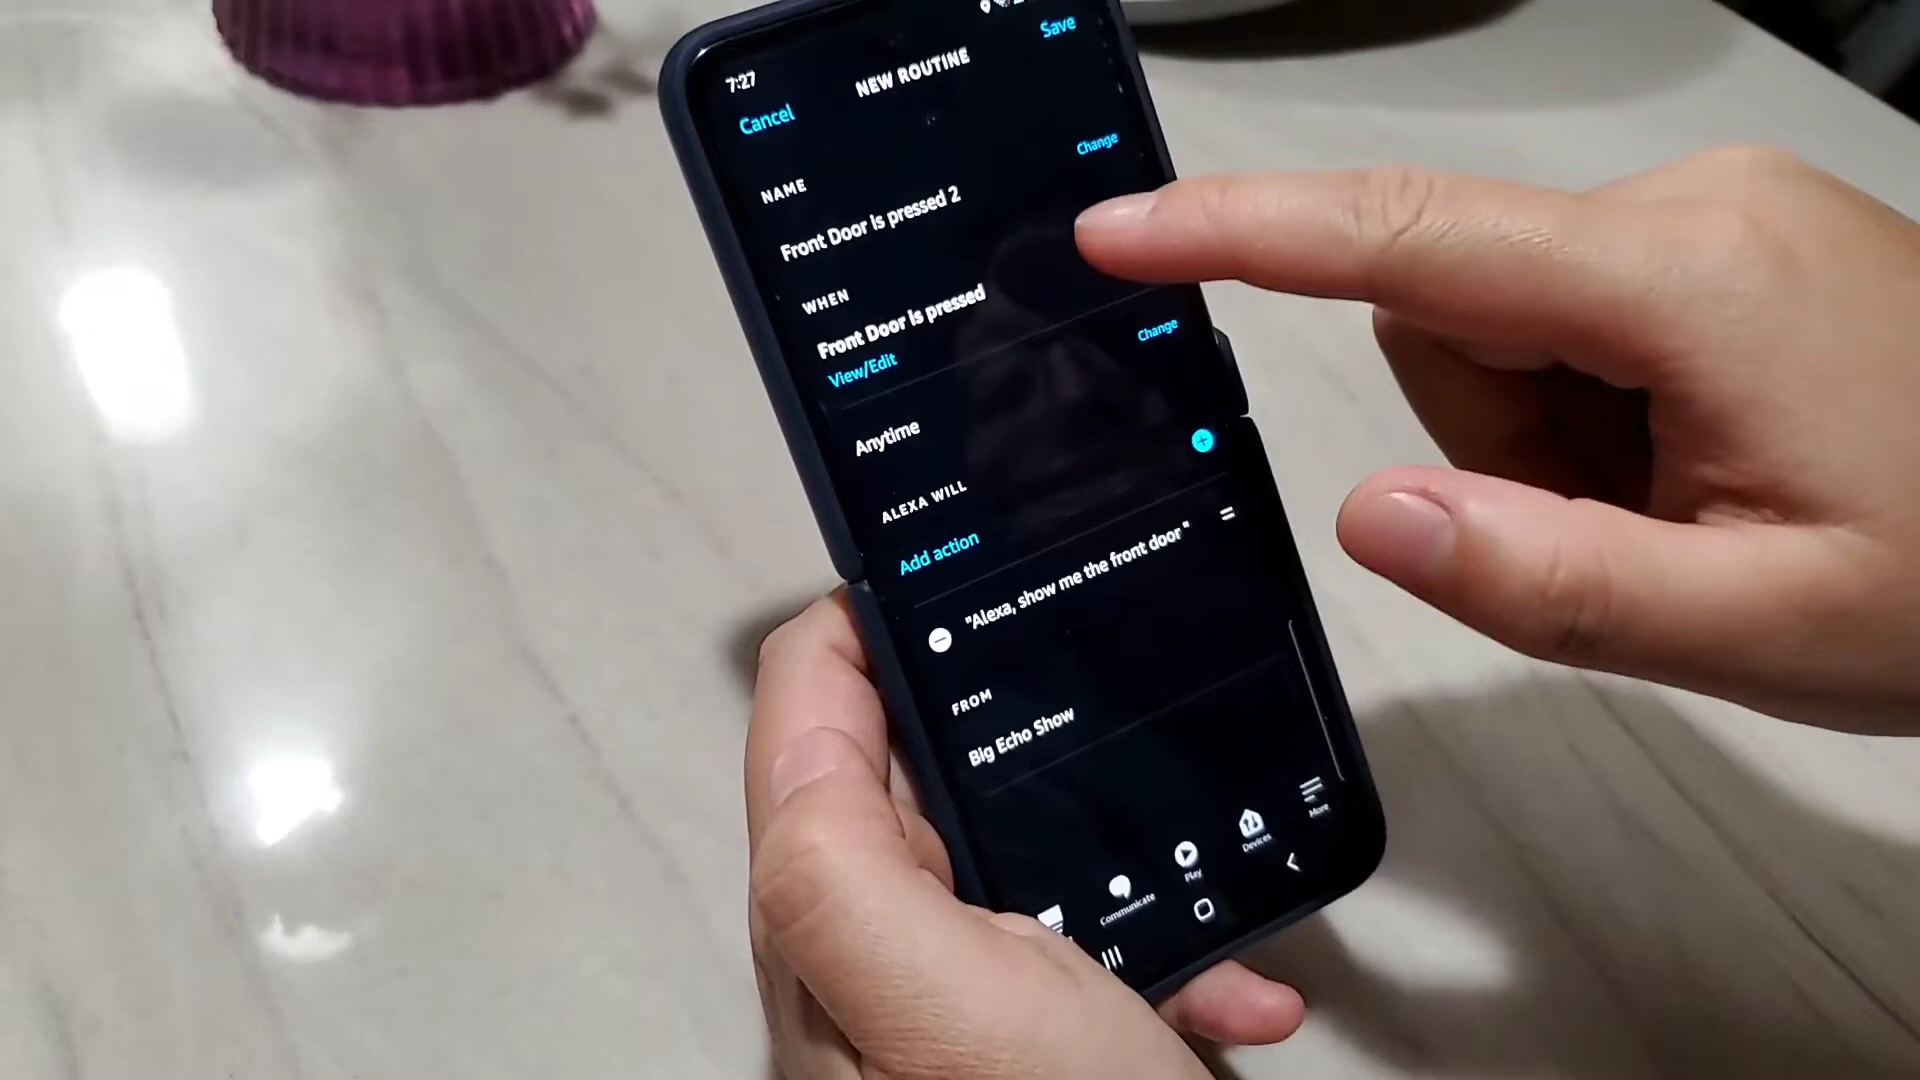 7:27
Save
Cancel
NEW ROUTINE
NAME
Change
Front Door is pressed 2
WHEN
Front Door is pressed
View/Edit
Change
Anytime
ALEXA WILL
Add action
"Alexa, show me the front door"
FROM
Big Echo Show
Communicate
Play
Devices
More